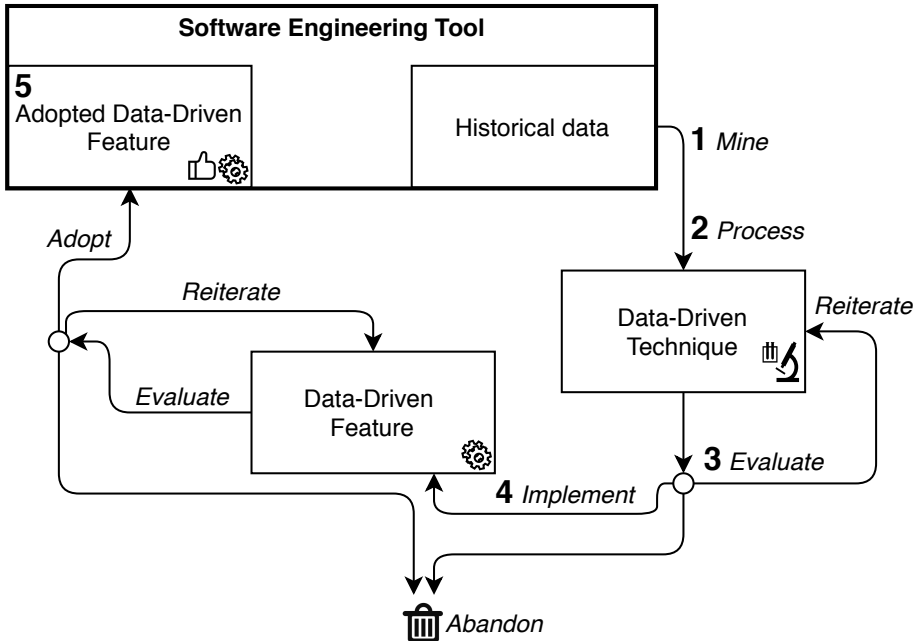 Software Engineering Tool
5
Adopted Data-Driven
Feature
Historical data
1 Mine
2 Process
Adopt
Reiterate
Data-Driven
Technique
Reiterate
Evaluate
Data-Driven
Feature
3 Evaluate
4 Implement
Abandon